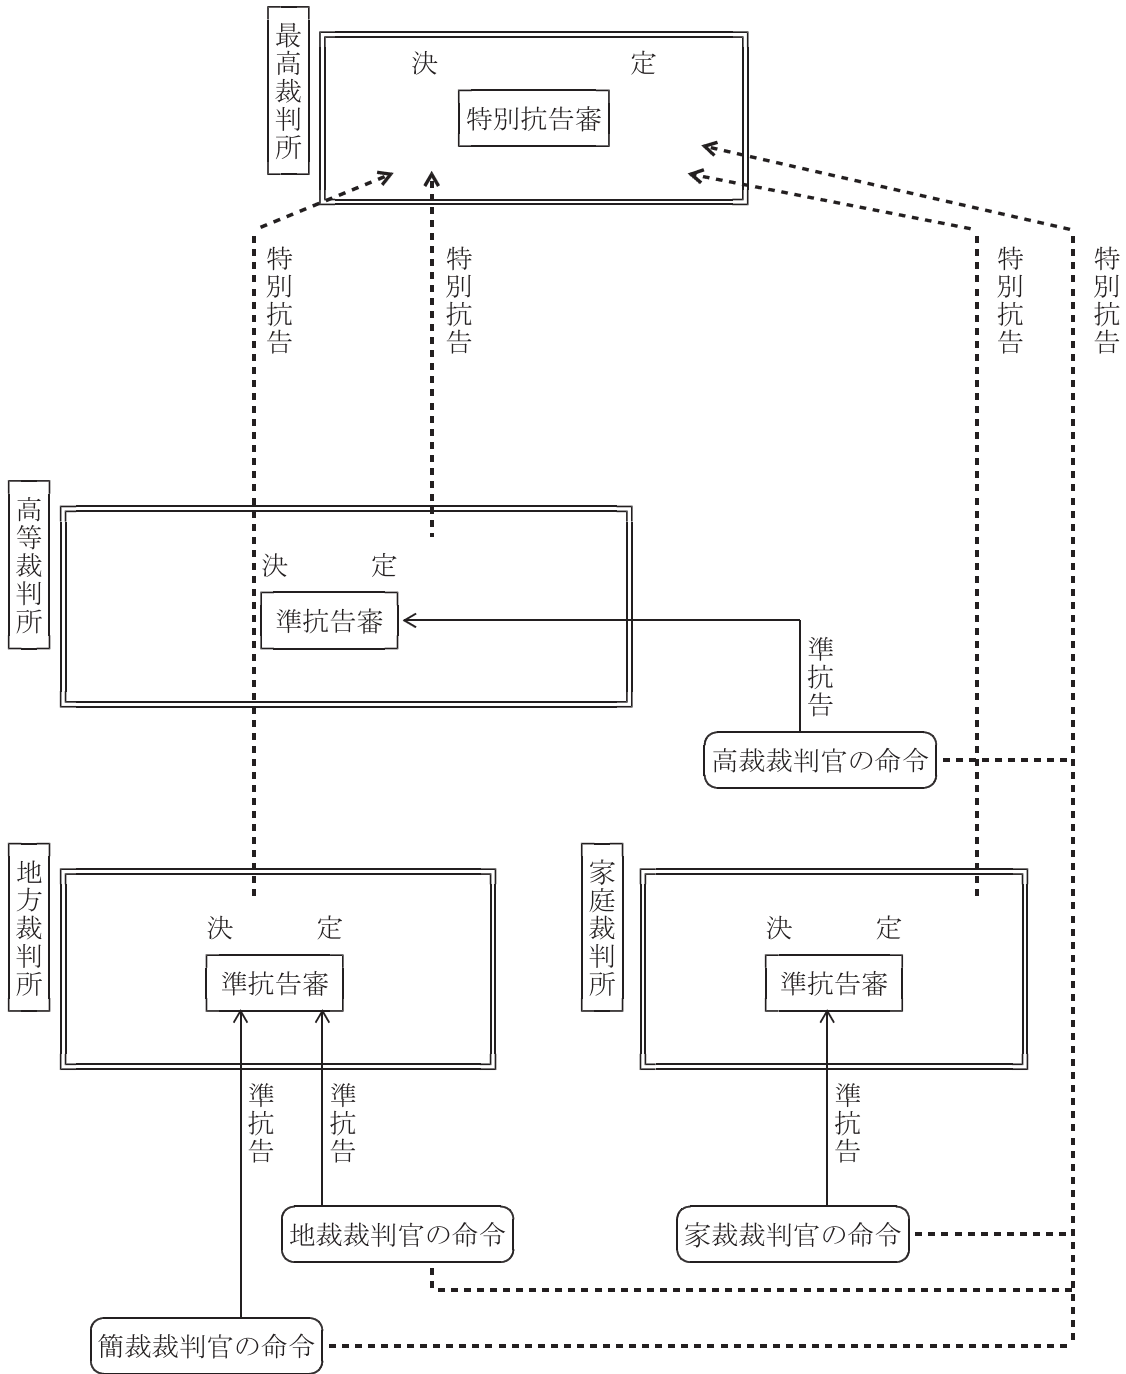 最高裁判所
決 定
特別抗告審
特別抗告
特別抗告
特別抗告
特別抗告
高等裁判所
決 定
準抗告審
準抗告
高裁裁判官の命令
地方裁判所
決 定
準抗告審
家庭裁判所
決 定
準抗告審
準抗告
準抗告
準抗告
地裁裁判官の命令
家裁裁判官の命令
簡裁裁判官の命令